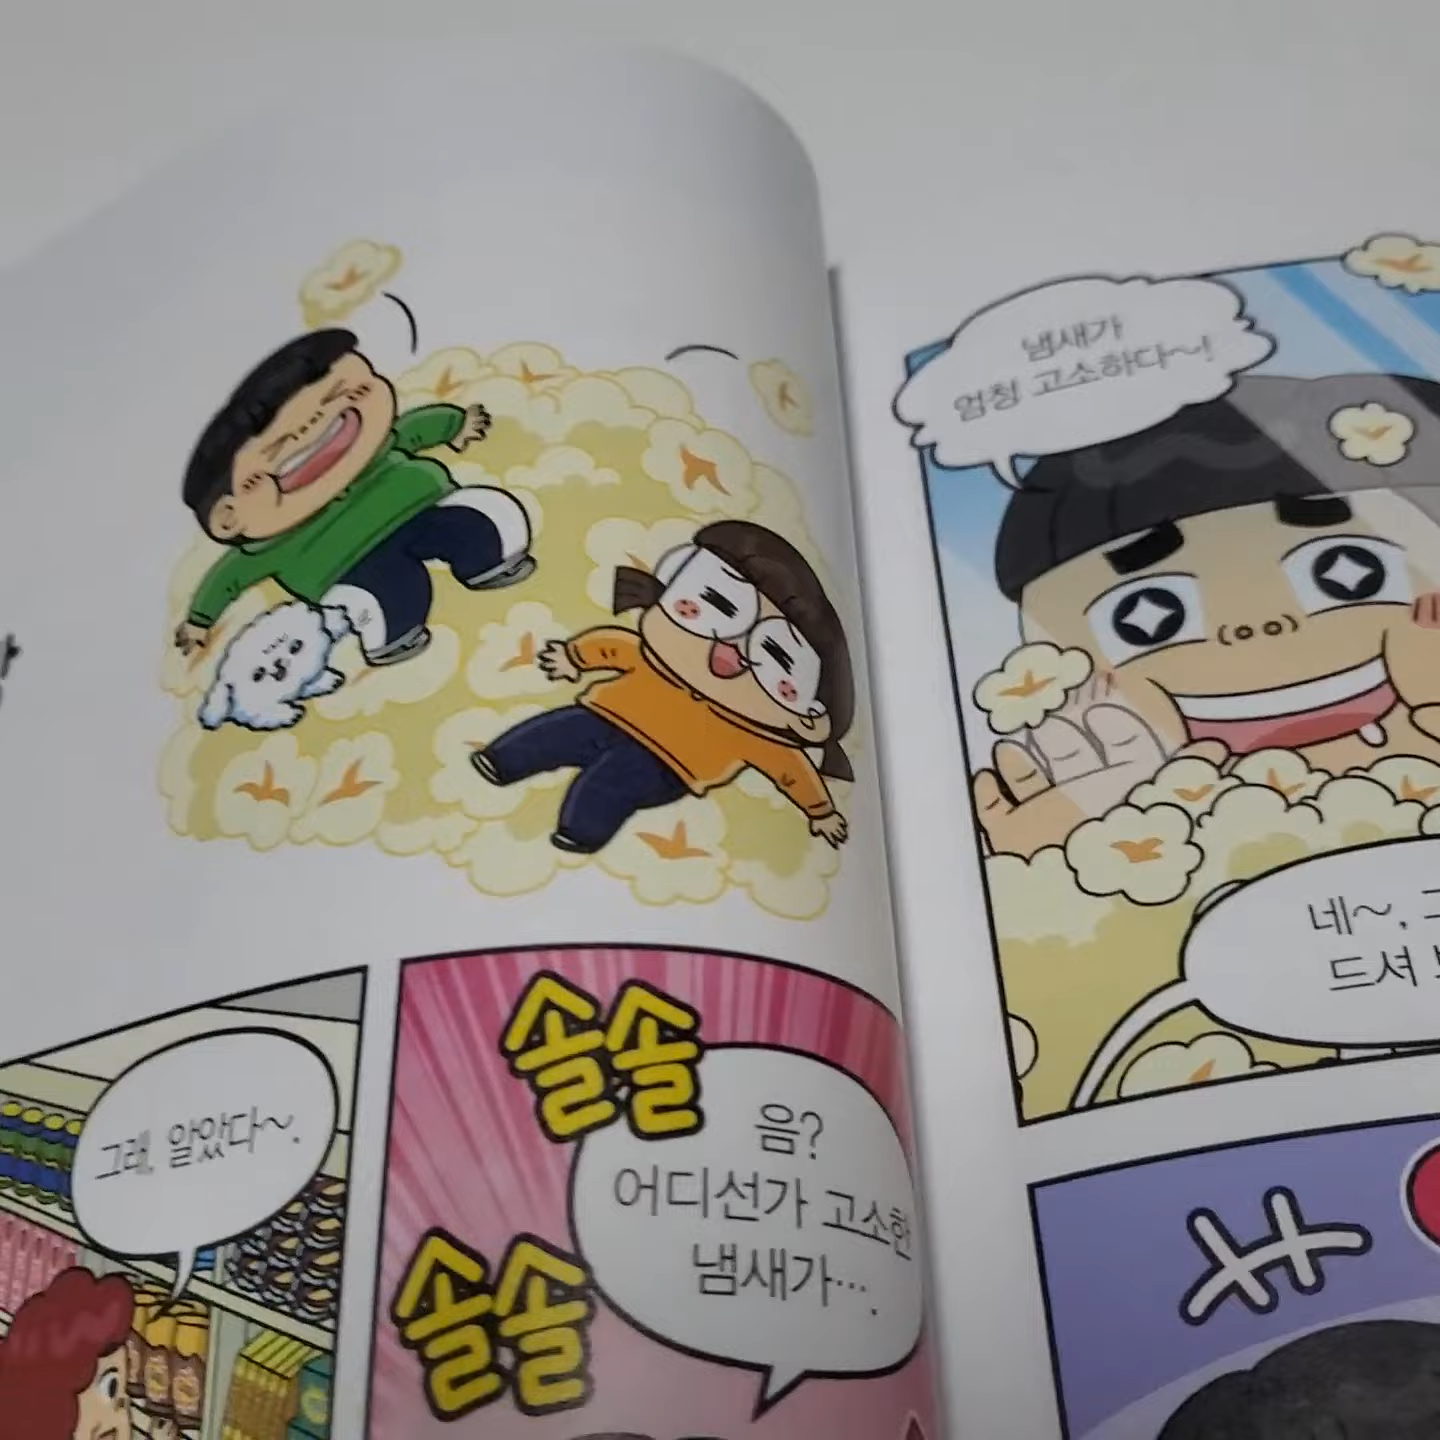 그래, 알았다~.
솔솔
음?
어디선가 고소한
냄새가….
솔솔
냄새가
엄청 고소하다~!
네~,
드셔